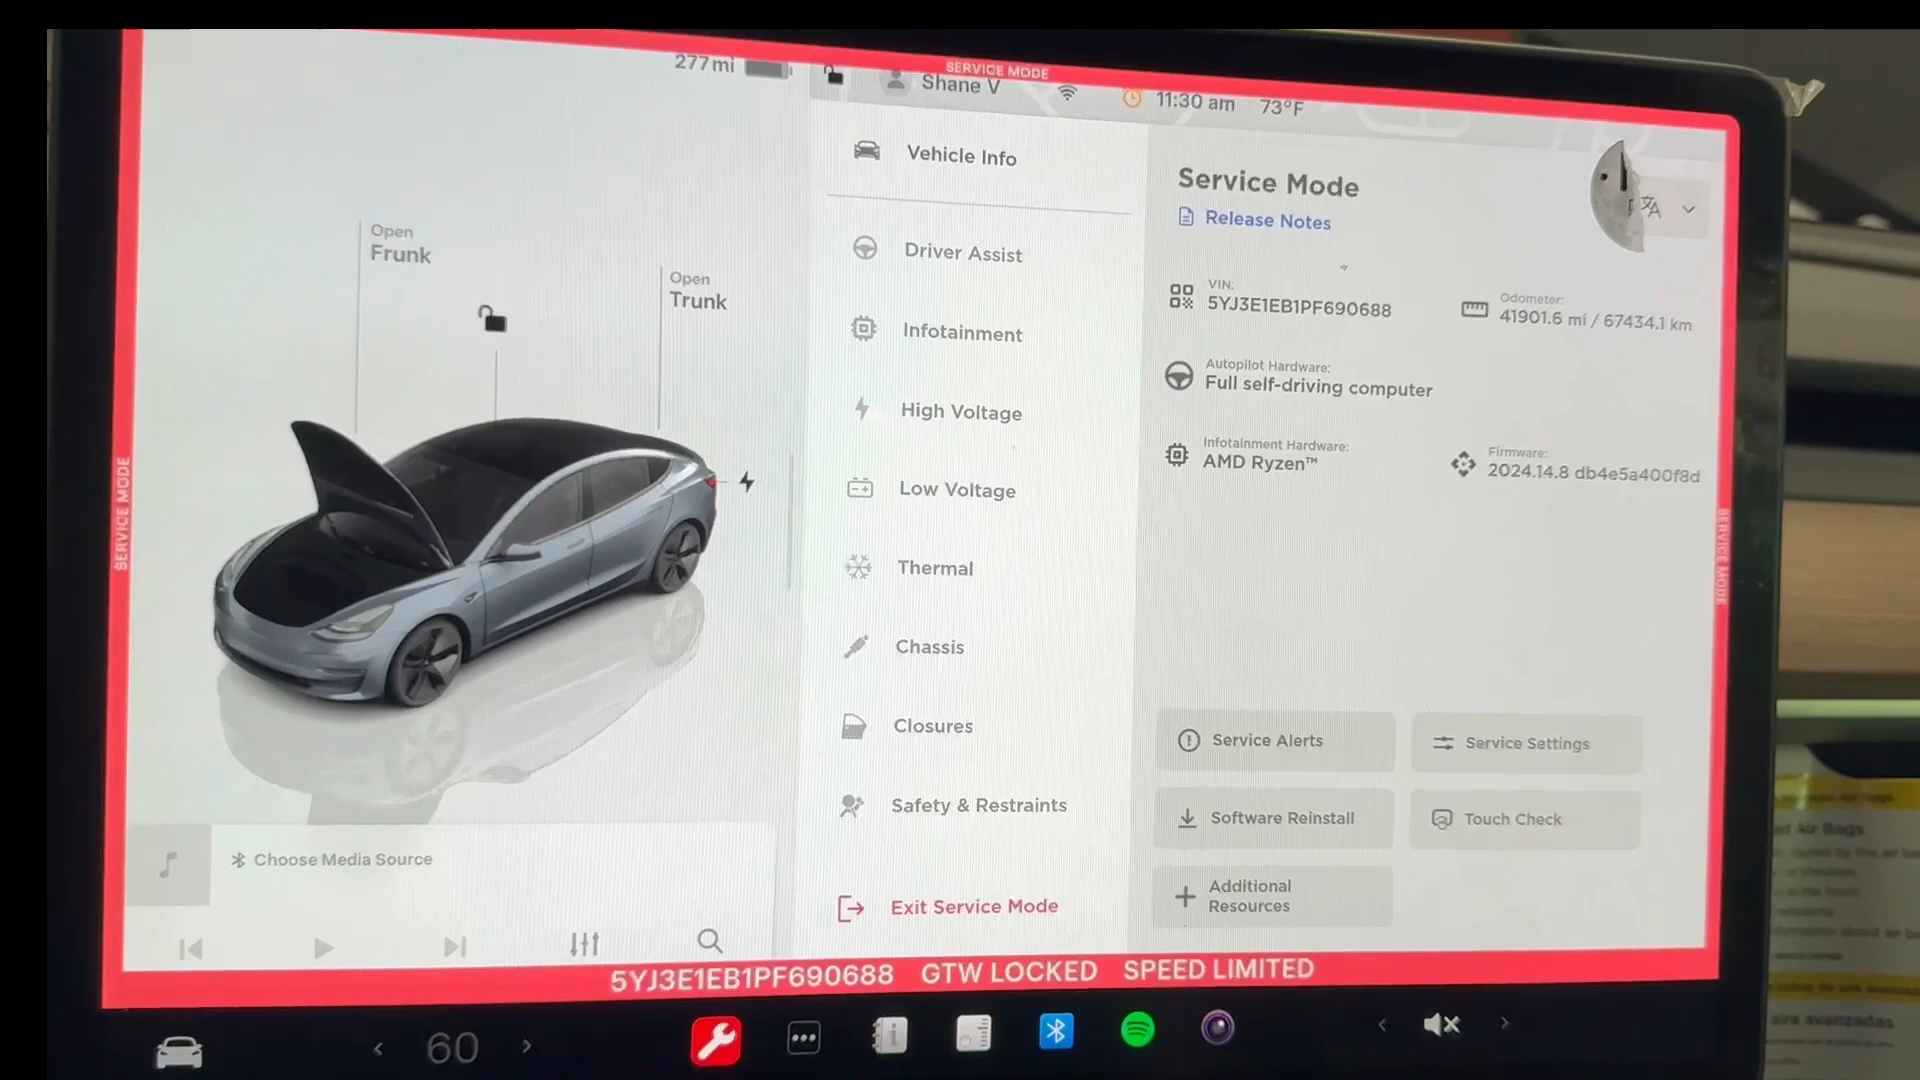 SERVICE MODE
277mi
Shane V
11:30 am
73°F
Open
Frunk
Open
Trunk
Choose Media Source
Vehicle Info
Driver Assist
Infotainment
High Voltage
Low Voltage
Thermal
Chassis
Closures
Safety & Restraints
Exit Service Mode
Service Mode
Release Notes
VIN:
5YJ3E1EB1PF690688
Odometer:
41901.6 mi / 67434.1 km
Autopilot Hardware:
Full self-driving computer
Infotainment Hardware:
AMD Ryzen™
Firmware:
2024.14.8 db4e5a400f8d
Service Alerts
Service Settings
Software Reinstall
Touch Check
Additional
Resources
SERVICE MODE
SERVICE MODE
5YJ3E1EB1PF690688 GTW LOCKED SPEED LIMITED
60
Air Bags
avanzadas